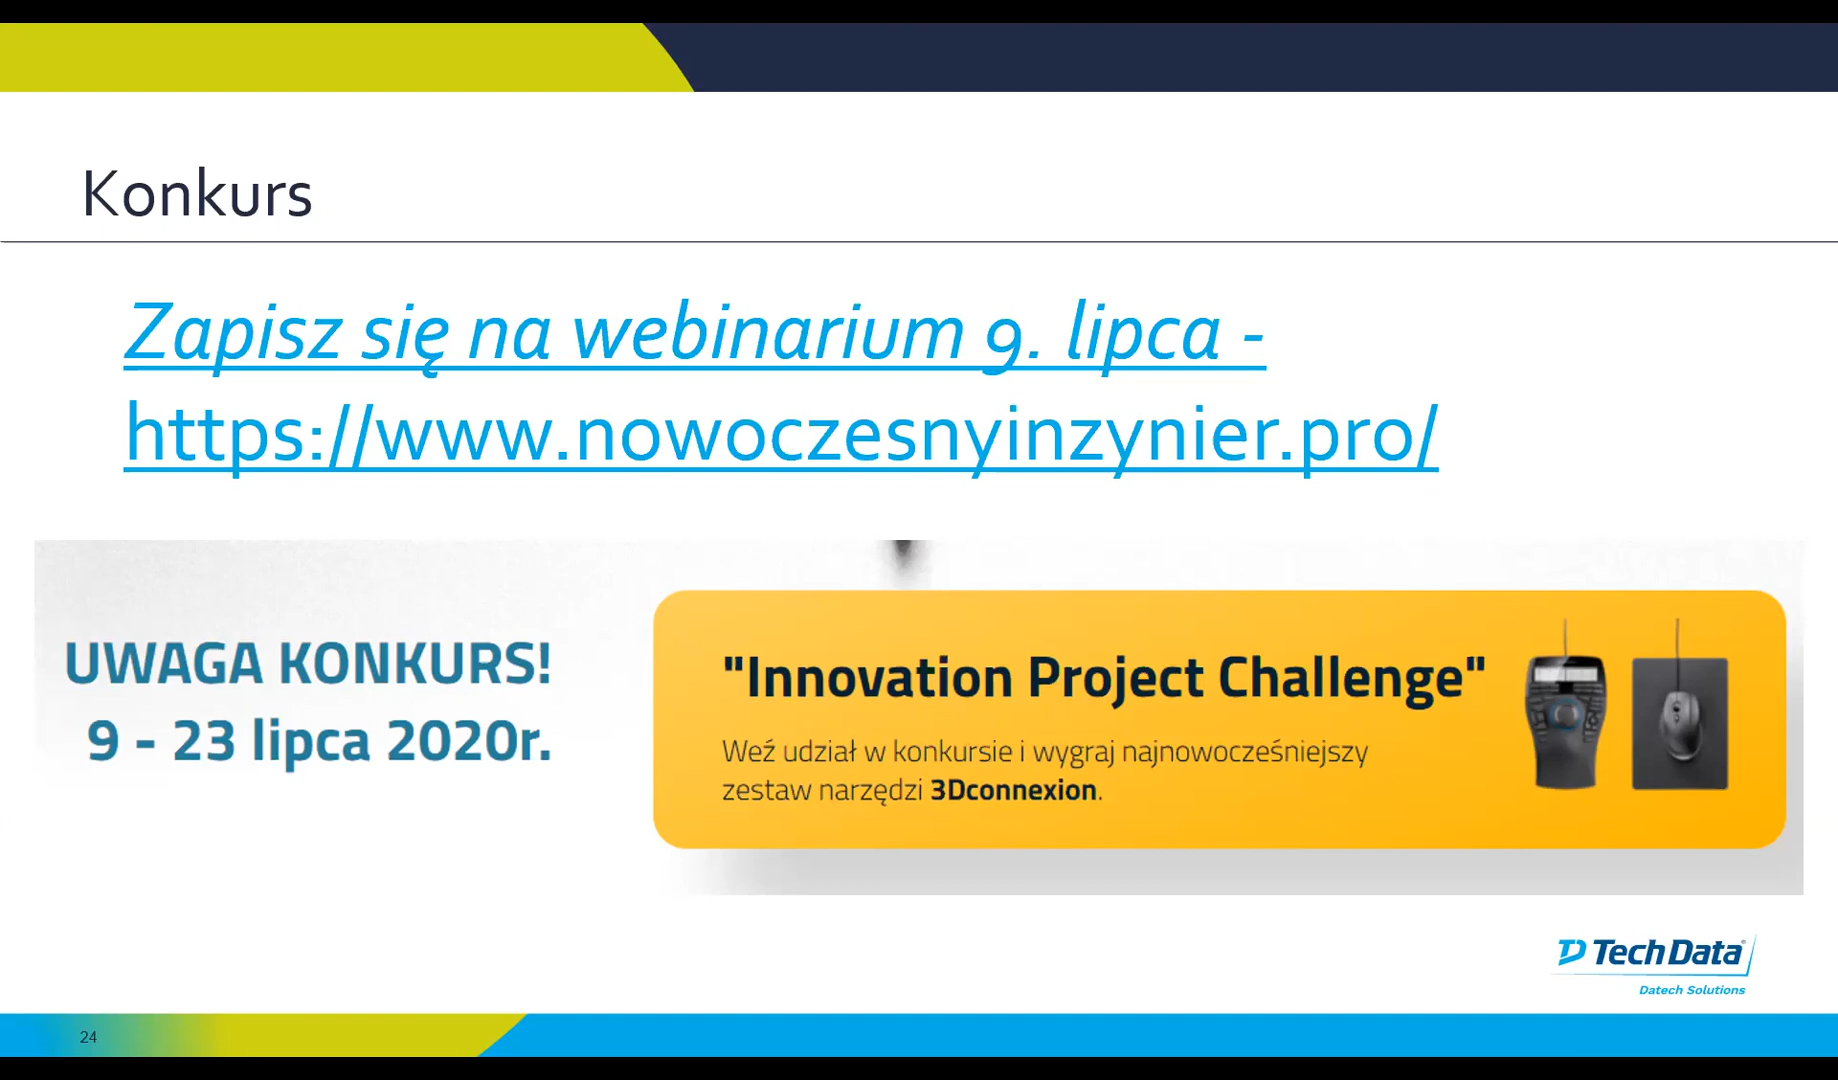 Konkurs
Zapisz się na webinarium 9. lipca -
https://www.nowoczesnyinzynier.pro/
UWAGA KONKURS!
9 - 23 lipca 2020r.
"Innovation Project Challenge"
Weź udział w konkursie i wygraj najnowocześniejszy
zestaw narzędzi 3Dconnexion.
Tech Data
Datech Solutions
24